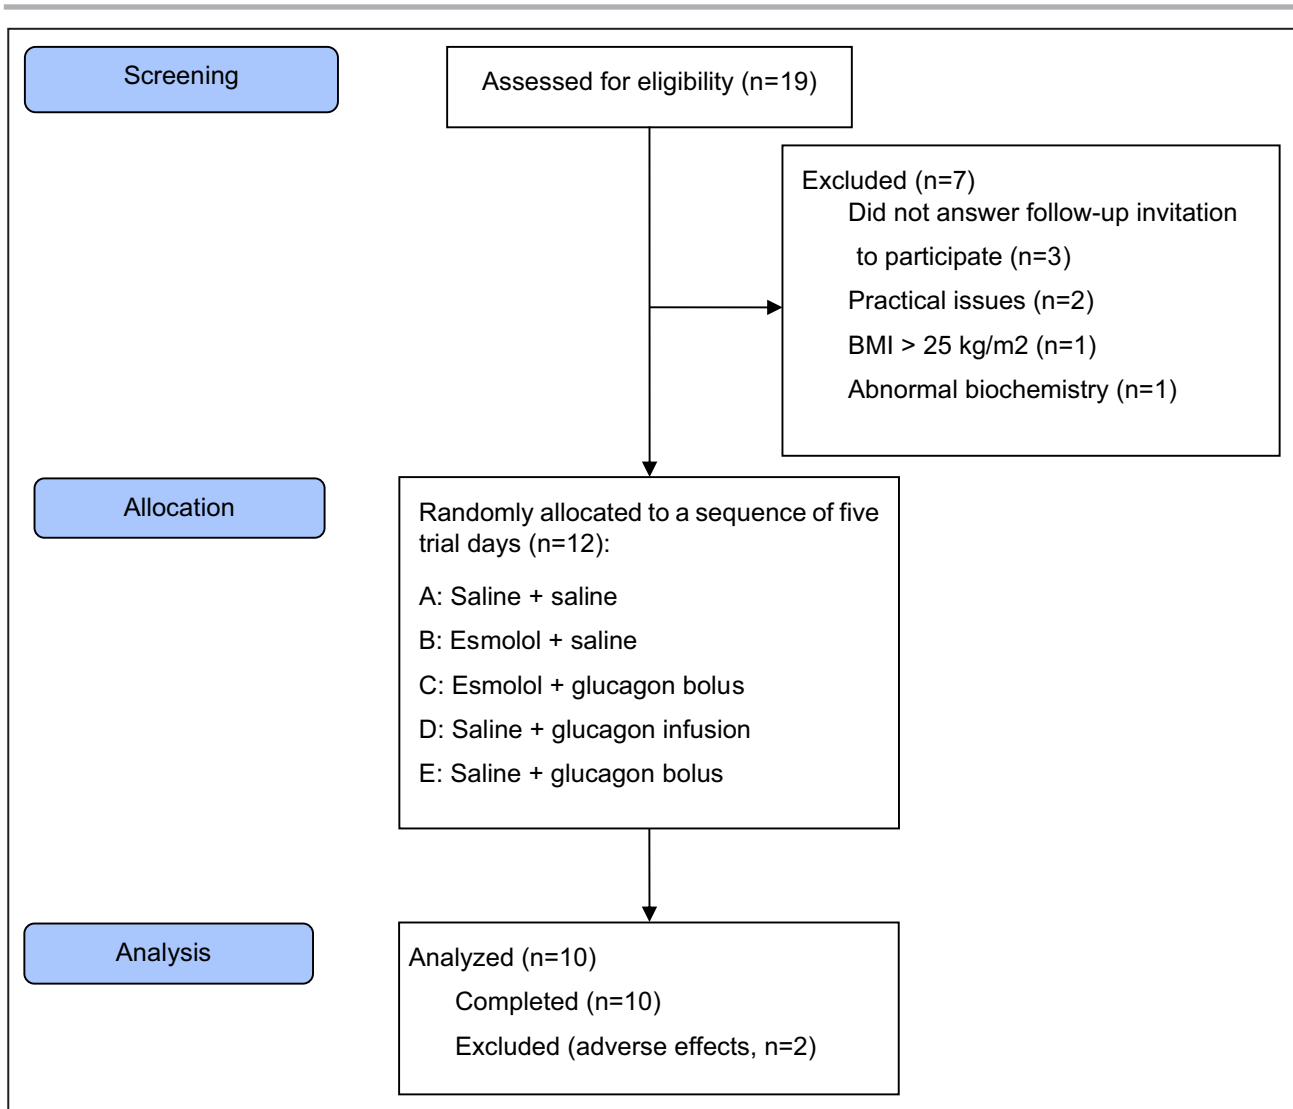 Screening
Assessed for eligibility (n=19)
Excluded (n=7)
Did not answer follow-up invitation
to participate (n=3)
Practical issues (n=2)
BMI > 25 kg/m2 (n=1)
Abnormal biochemistry (n=1)
Allocation
Randomly allocated to a sequence of five
trial days (n=12):
A: Saline + saline
B: Esmolol + saline
C: Esmolol + glucagon bolus
D: Saline + glucagon infusion
E: Saline + glucagon bolus
Analysis
Analyzed (n=10)
Completed (n=10)
Excluded (adverse effects, n=2)